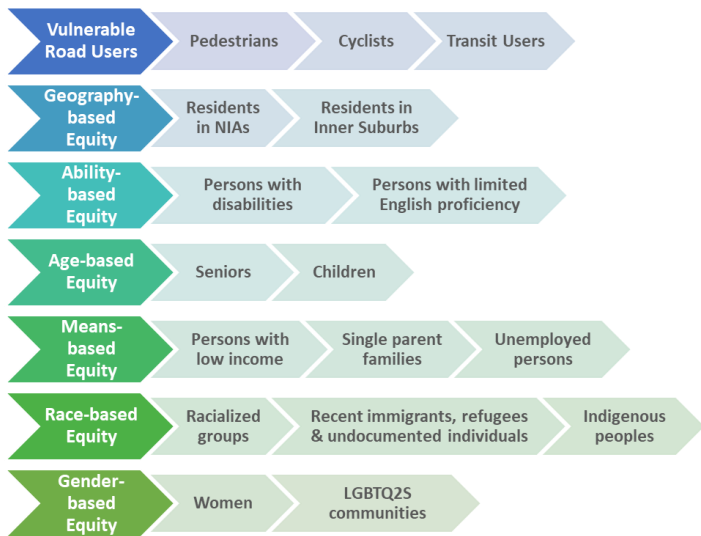 Vulnerable
Road Users
Pedestrians
Cyclists
Transit Users
Geography-
based
Equity
Residents
in NIAs
Residents in
Inner Suburbs
Ability-
based
Equity
Persons with
disabilities
Persons with limited
English proficiency
Age-based
Equity
Seniors
Children
Means-
based
Equity
Persons with
low income
Single parent
families
Unemployed
persons
Race-based
Equity
Racialized
groups
Recent immigrants, refugees
& undocumented individuals
Indigenous
peoples
Gender-
based
Equity
Women
LGBTQ2S
communities